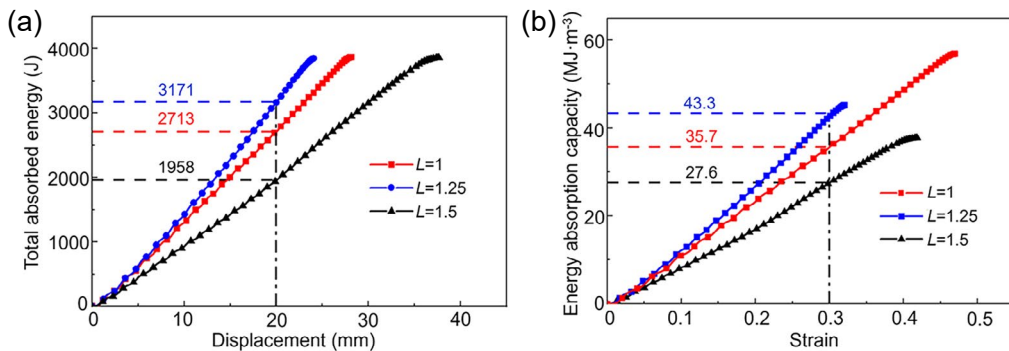 (a)
Total absorbed energy (J)
4000
3000
2000
1000
0
3171
2713
1958
L=1
L=1.25
L=1.5
0
10
20
30
40
Displacement (mm)
(b)
Energy absorption capacity (MJ·m⁻³)
60
40
20
0
43.3
35.7
27.6
L=1
L=1.25
L=1.5
0.0
0.1
0.2
0.3
0.4
0.5
Strain